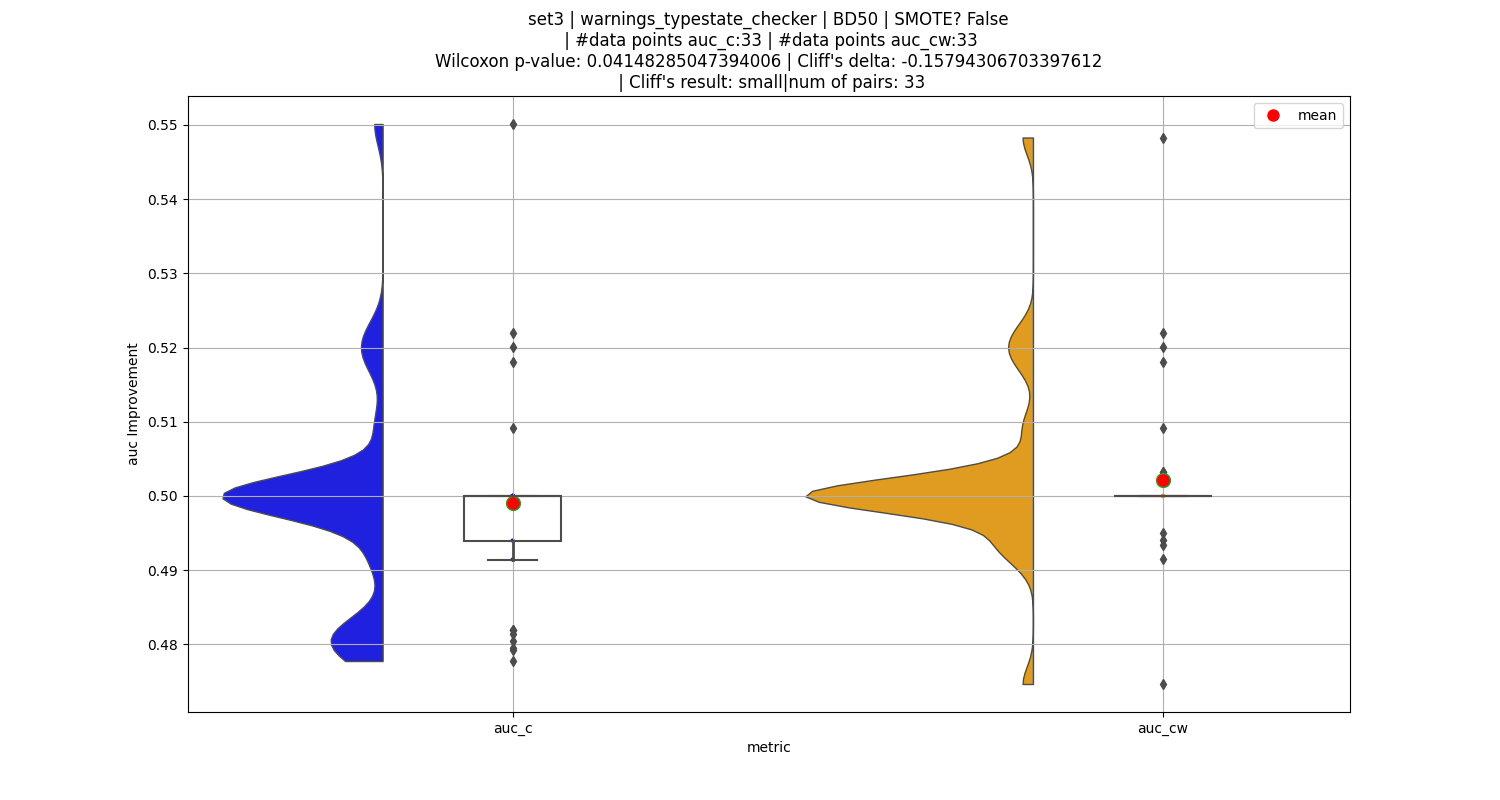 set3 | warnings_typestate_checker | BD50 | SMOTE? False
| #data points auc_c:33 | #data points auc_cw:33
Wilcoxon p-value: 0.04148285047394006 | Cliff's delta: -0.15794306703397612
| Cliff's result: small|num of pairs: 33
mean
0.55
0.54
0.53
0.52
0.51
0.50
0.49
0.48
auc Improvement
auc_c
auc_cw
metric